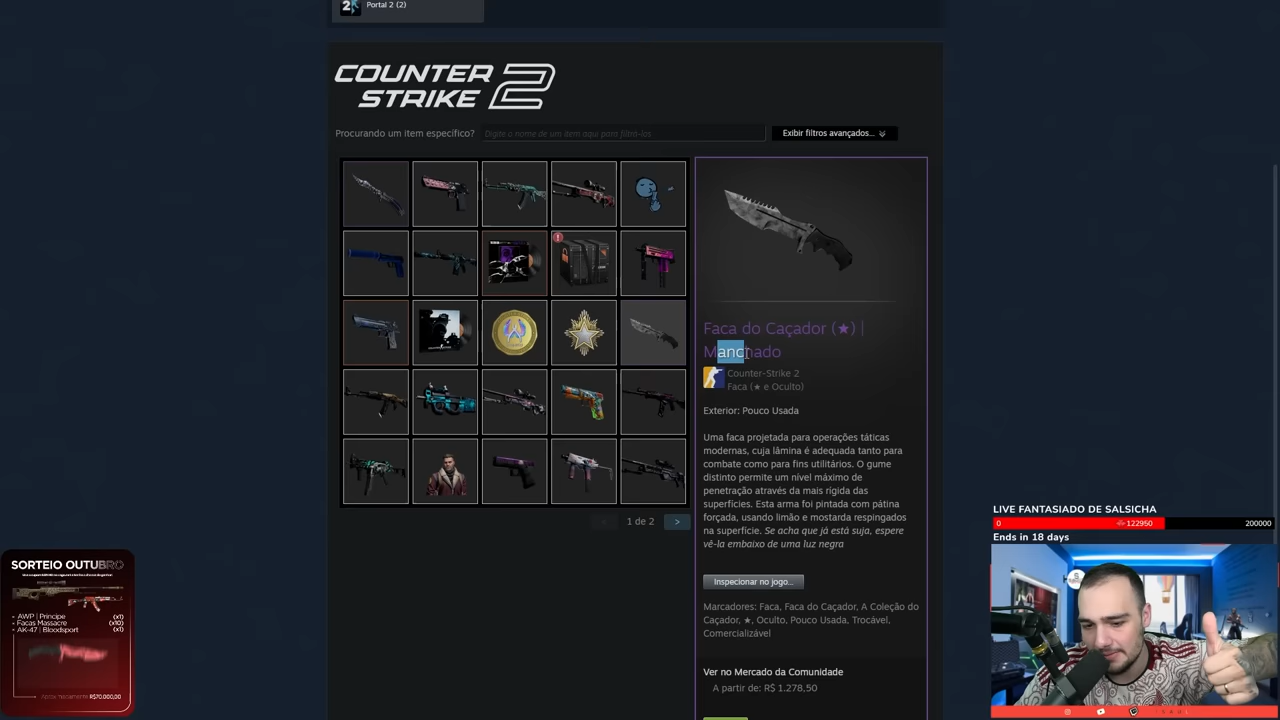 Portal 2 (2)
COUNTER
STRIKE 2
Procurando um item específico?
Digite o nome de um item aqui para filtrá-los
Exibir filtros avançados...
Faca do Caçador (★) |
Manchado
Counter-Strike 2
Faca (★ e Oculto)
Exterior: Pouco Usada
Uma faca projetada para operações táticas
modernas, cuja lâmina é adequada tanto para
combate como para fins utilitários. O gume
distinto permite um nível máximo de
penetração através da mais rígida das
superfícies. Esta arma foi pintada com pátina
forçada, usando limão e mostarda respingados
na superfície. Se acha que já está suja, espere
vê-la embaixo de uma luz negra
1 de 2
>
Inspecionar no jogo...
Marcadores: Faca, Faca do Caçador, A Coleção do
Caçador, ★, Oculto, Pouco Usada, Trocável,
Comercializável
Ver no Mercado da Comunidade
A partir de: R$ 1.278,50
SORTEIO OUTUBRO
AWP | Príncipe (x1)
Facas Massacre (x10)
AK-47 | Bloodsport (x1)
R$70.000,00
LIVE FANTASIADO DE SALSICHA
0 122950 200000
Ends in 18 days